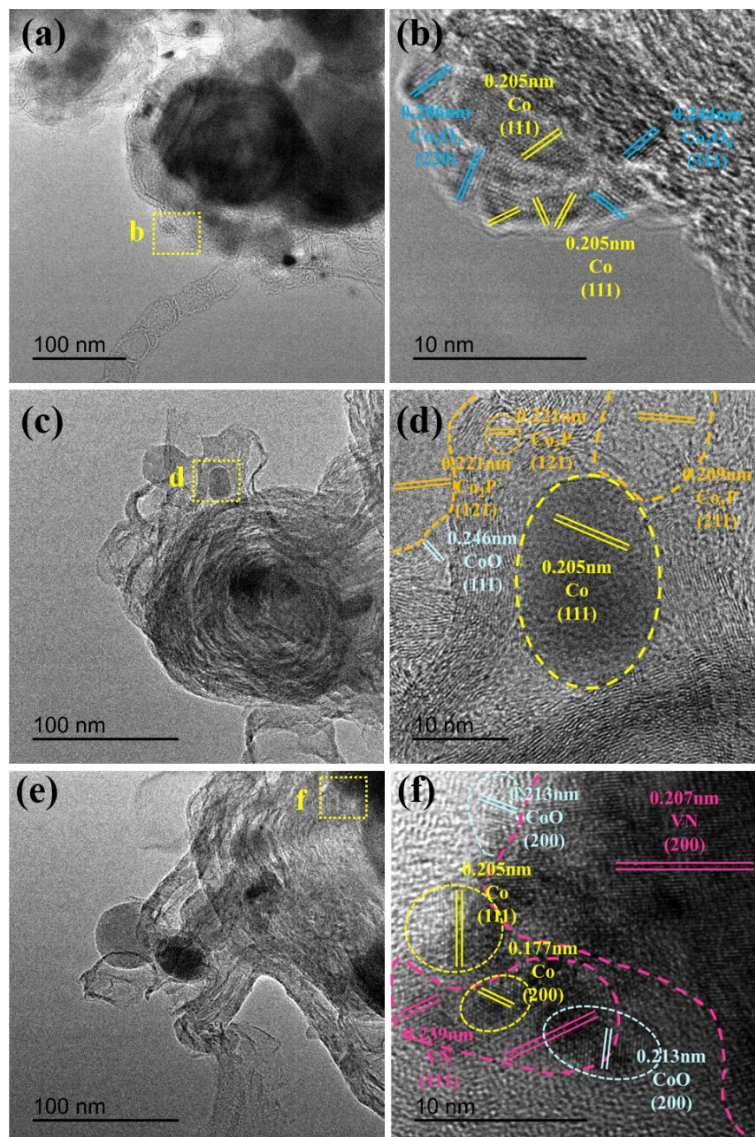 (a)
b
100 nm
(b)
0.205nm
Co
(111)
0.286nm
Co₃O₄
(220)
0.244nm
Co₃O₄
(311)
0.205nm
Co
(111)
10 nm
(c)
d
100 nm
(d)
0.221nm
Co₂P
(121)
0.221nm
Co₂P
(121)
0.209nm
Co₂P
(211)
0.246nm
CoO
(111)
0.205nm
Co
(111)
10 nm
(e)
f
100 nm
(f)
0.213nm
CoO
(200)
0.207nm
VN
(200)
0.205nm
Co
(111)
0.177nm
Co
(200)
0.239nm
VN
(111)
0.213nm
CoO
(200)
10 nm